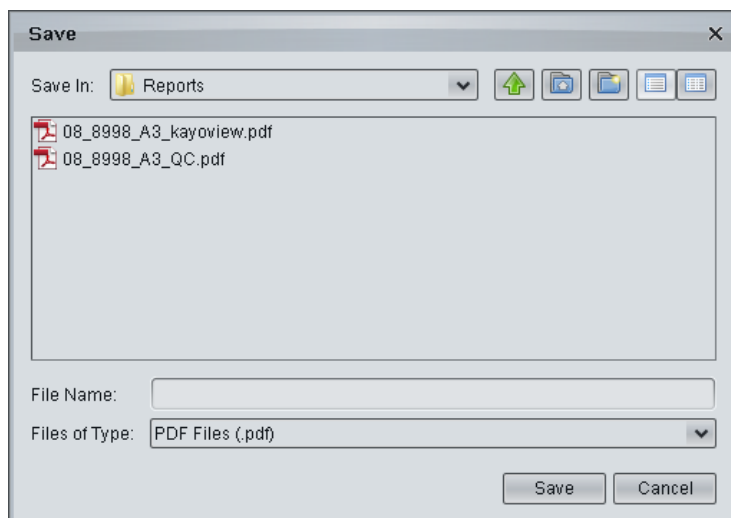 Save
Save In: Reports
08_8998_A3_kayoview.pdf
08_8998_A3_QC.pdf
File Name:
Files of Type: PDF Files (.pdf)
Save Cancel